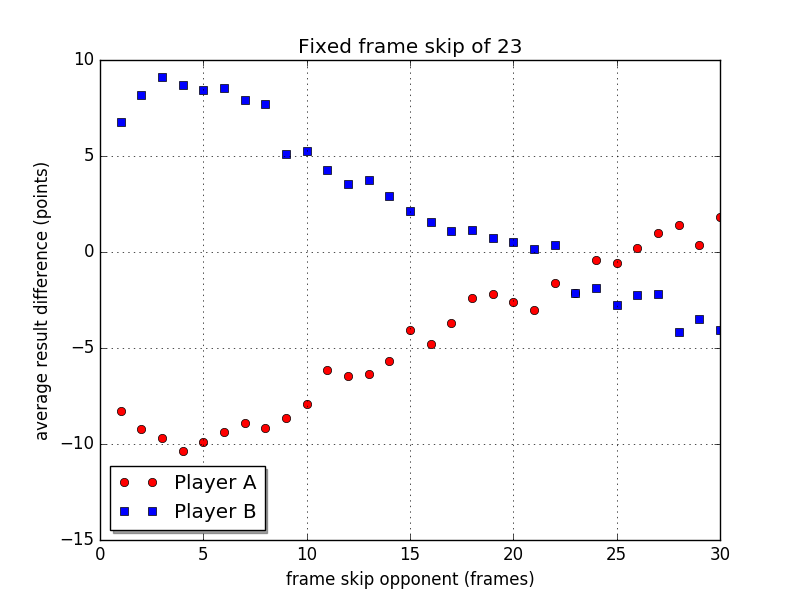 Fixed frame skip of 23
average result difference (points)
10
5
0
−5
−10
−15
Player A
Player B
0 5 10 15 20 25 30
frame skip opponent (frames)